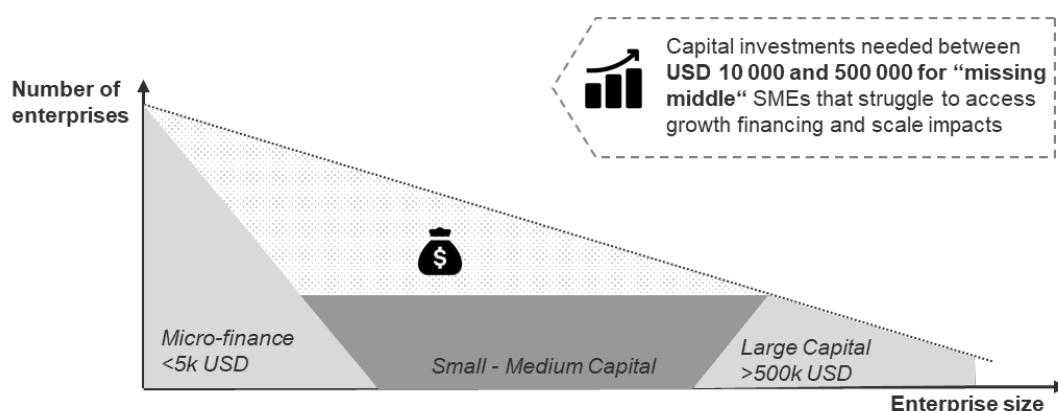 Capital investments needed between
USD 10 000 and 500 000 for “missing
middle“ SMEs that struggle to access
growth financing and scale impacts
Number of
enterprises
$
Micro-finance
<5k USD
Small - Medium Capital
Large Capital
>500k USD
Enterprise size